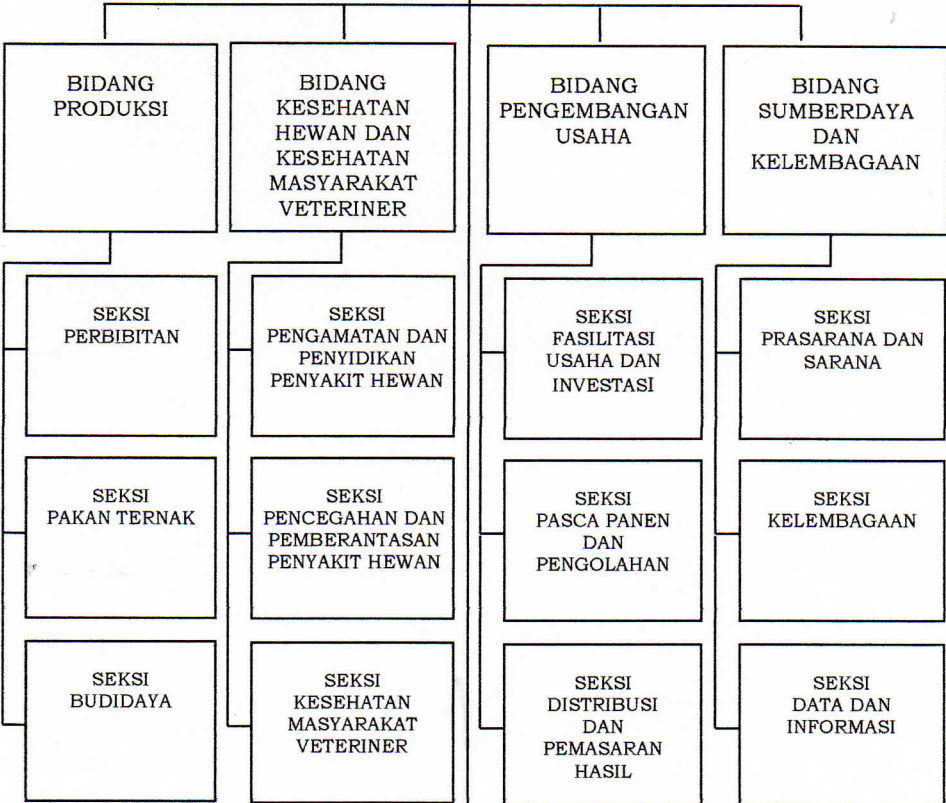 BIDANG
PRODUKSI
BIDANG
KESEHATAN
HEWAN DAN
KESEHATAN
MASYARAKAT
VETERINER
BIDANG
PENGEMBANGAN
USAHA
BIDANG
SUMBERDAYA
DAN
KELEMBAGAAN
SEKSI
PERBIBITAN
SEKSI
PENGAMATAN DAN
PENYIDIKAN
PENYAKIT HEWAN
SEKSI
FASILITASI
USAHA DAN
INVESTASI
SEKSI
PRASARANA DAN
SARANA
SEKSI
PAKAN TERNAK
SEKSI
PENCEGAHAN DAN
PEMBERANTASAN
PENYAKIT HEWAN
SEKSI
PASCA PANEN
DAN
PENGOLAHAN
SEKSI
KELEMBAGAAN
SEKSI
BUDIDAYA
SEKSI
KESEHATAN
MASYARAKAT
VETERINER
SEKSI
DISTRIBUSI
DAN
PEMASARAN
HASIL
SEKSI
DATA DAN
INFORMASI